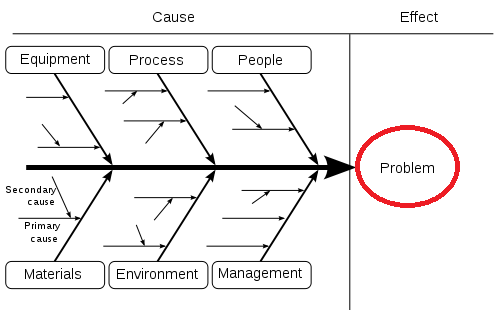 Cause
Effect
Equipment
Process
People
Problem
Secondary
cause
Primary
cause
Materials
Environment
Management